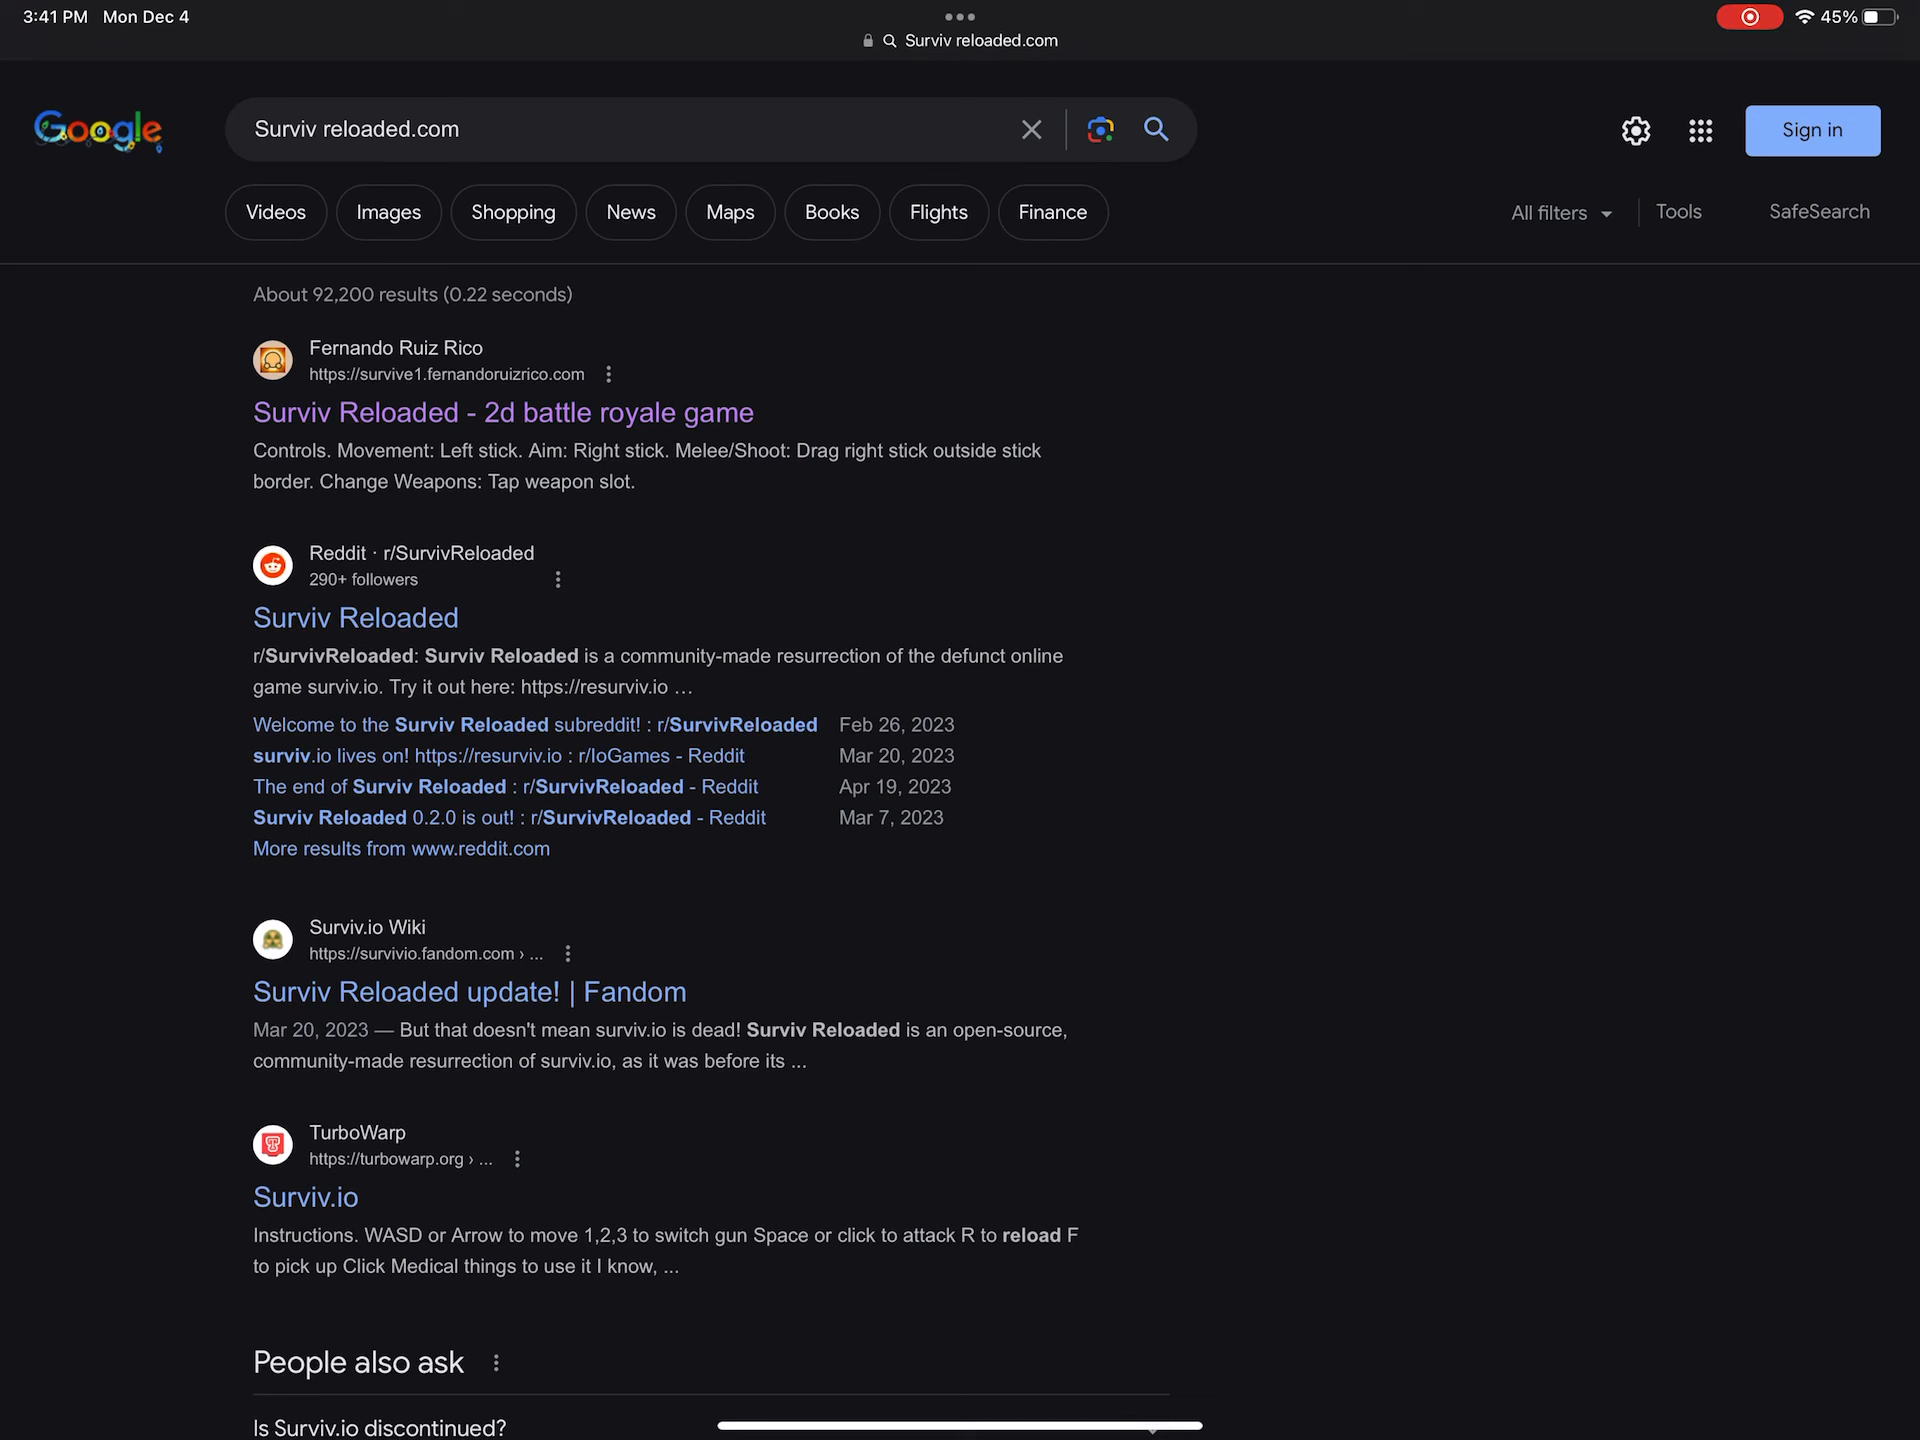 3:41 PM Mon Dec 4
45%
Surviv reloaded.com
Google
Surviv reloaded.com
Sign in
Videos
Images
Shopping
News
Maps
Books
Flights
Finance
All filters
Tools
SafeSearch
About 92,200 results (0.22 seconds)
Fernando Ruiz Rico
https://survive1.fernandoruizrico.com
Surviv Reloaded - 2d battle royale game
Controls. Movement: Left stick. Aim: Right stick. Melee/Shoot: Drag right stick outside stick
border. Change Weapons: Tap weapon slot.
Reddit · r/SurvivReloaded
290+ followers
Surviv Reloaded
r/SurvivReloaded: Surviv Reloaded is a community-made resurrection of the defunct online
game surviv.io. Try it out here: https://resurviv.io ...
Welcome to the Surviv Reloaded subreddit! : r/SurvivReloaded Feb 26, 2023
surviv.io lives on! https://resurviv.io : r/IoGames - Reddit Mar 20, 2023
The end of Surviv Reloaded : r/SurvivReloaded - Reddit Apr 19, 2023
Surviv Reloaded 0.2.0 is out! : r/SurvivReloaded - Reddit Mar 7, 2023
More results from www.reddit.com
Surviv.io Wiki
https://survivio.fandom.com › ...
Surviv Reloaded update! | Fandom
Mar 20, 2023 — But that doesn't mean surviv.io is dead! Surviv Reloaded is an open-source,
community-made resurrection of surviv.io, as it was before its ...
TurboWarp
https://turbowarp.org › ...
Surviv.io
Instructions. WASD or Arrow to move 1,2,3 to switch gun Space or click to attack R to reload F
to pick up Click Medical things to use it I know, ...
People also ask
Is Surviv.io discontinued?